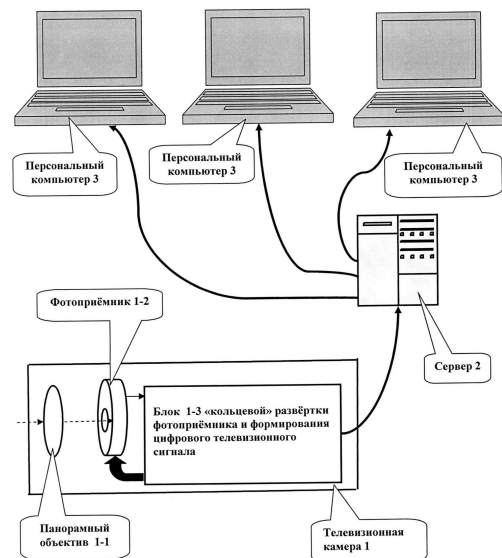 Персональный
компьютер 3
Персональный
компьютер 3
Персональный
компьютер 3
Фотоприёмник 1-2
Сервер 2
Блок 1-3 «кольцевой» развёртки
фотоприёмника и формирования
цифрового телевизионного
сигнала
Панорамный
объектив 1-1
Телевизионная
камера 1